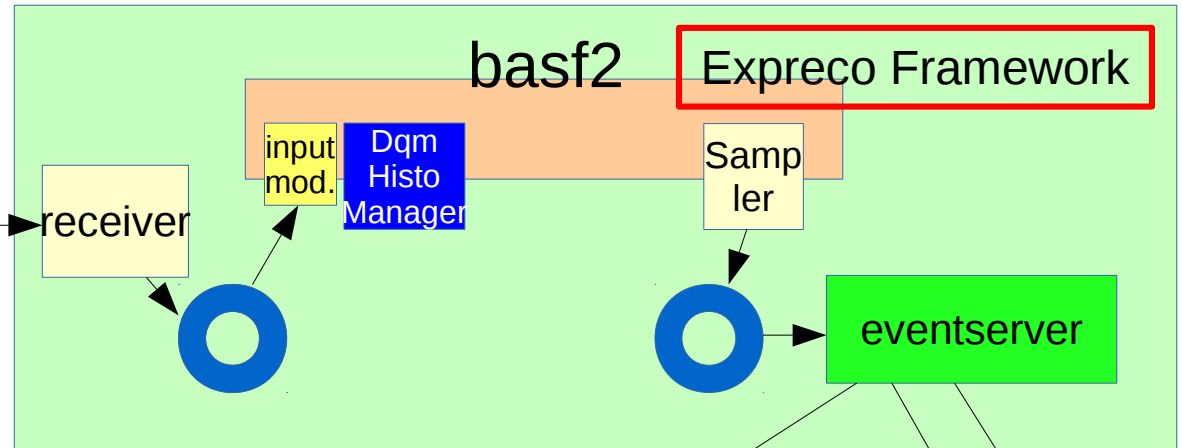 basf2
Expreco Framework
input
mod.
Dqm
Histo
Manager
Samp
ler
receiver
eventserver